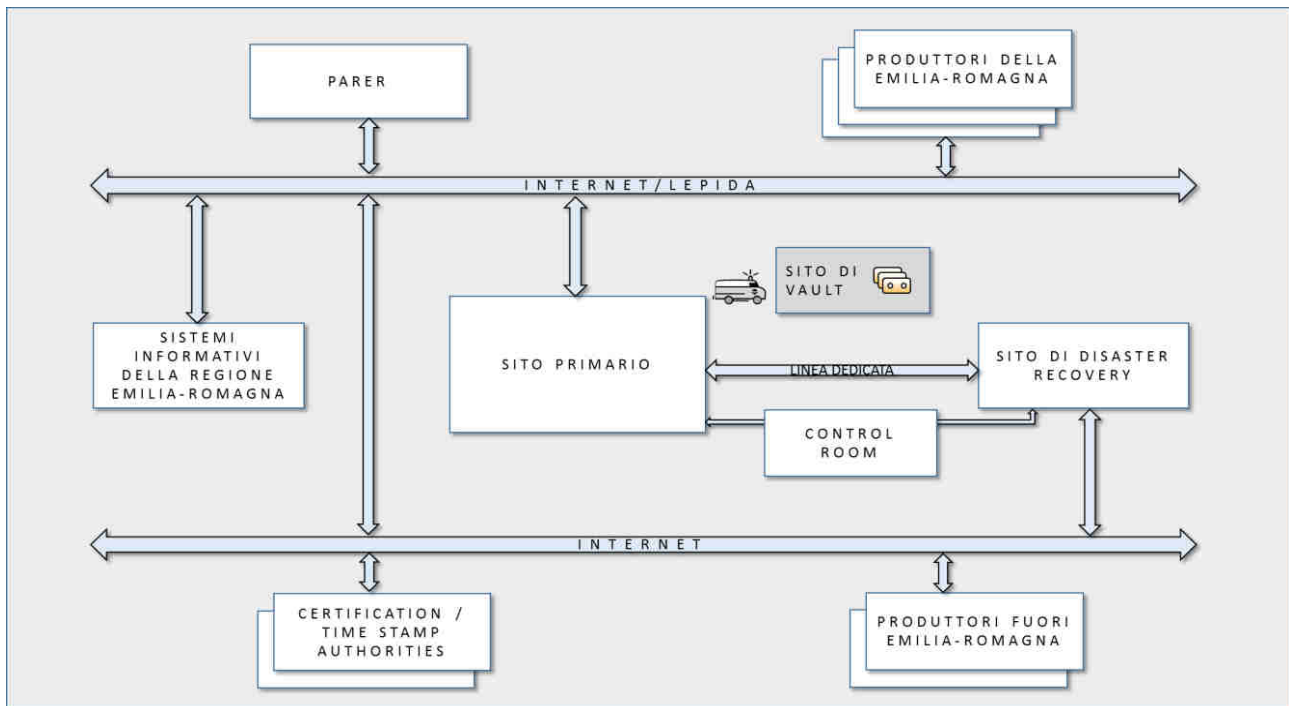 PARER
PRODUTTORI DELLA
EMILIA-ROMAGNA
INTERNET/LEPIDA
SITO DI
VAULT
SISTEMI
INFORMATIVI
DELLA REGIONE
EMILIA-ROMAGNA
SITO PRIMARIO
LINEA DEDICATA
SITO DI DISASTER
RECOVERY
CONTROL
ROOM
INTERNET
CERTIFICATION /
TIME STAMP
AUTHORITIES
PRODUTTORI FUORI
EMILIA-ROMAGNA